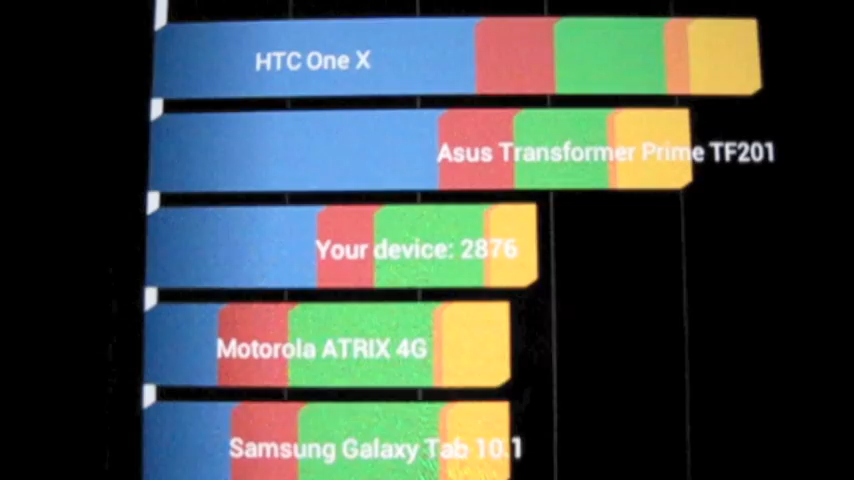 HTC One X
Asus Transformer Prime TF201
Your device: 2876
Motorola ATRIX 4G
Samsung Galaxy Tab 10.1